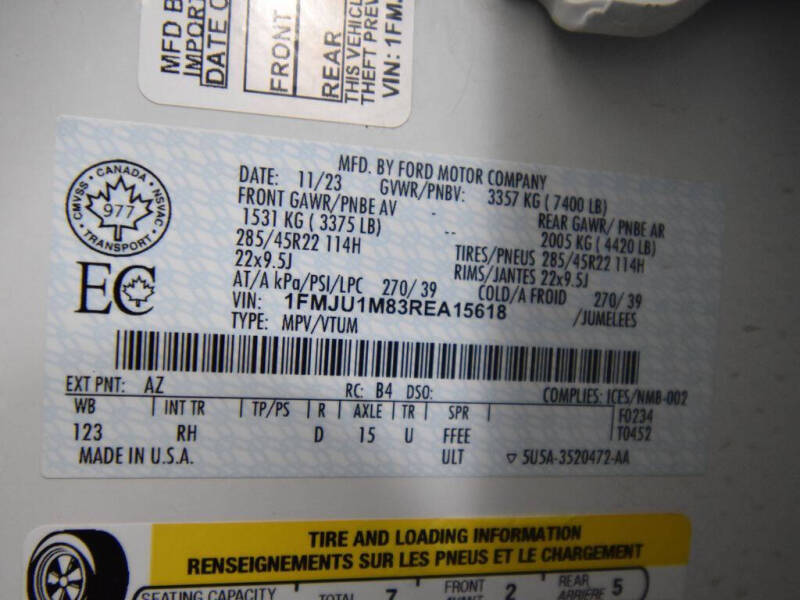 MFD B
IMPORT
DATE O
FRONT
REAR
THIS VEHICL
THEFT PREV
VIN: 1FM
MFD. BY FORD MOTOR COMPANY
DATE: 11/23 GVWR/PNBV: 3357 KG ( 7400 LB)
FRONT GAWR/PNBE AV - REAR GAWR/ PNBE AR
1531 KG ( 3375 LB) -- 2005 KG ( 4420 LB)
285/45R22 114H TIRES/PNEUS 285/45R22 114H
22x9.5J RIMS/JANTES 22x9.5J
AT/A kPa/PSI/LPC 270/ 39 COLD/A FROID 270/ 39
VIN: 1FMJU1M83REA15618 /JUMELEES
TYPE: MPV/VTUM
CMVSS · CANADA · NSVAC
977
· TRANSPORT ·
EC
EXT PNT: AZ RC: B4 DSO: COMPLIES: ICES/NMB-002
WB INT TR TP/PS R AXLE TR SPR F0234
123 RH D 15 U FFEE T0452
MADE IN U.S.A. ULT ▽ 5U5A-3520472-AA
TIRE AND LOADING INFORMATION
RENSEIGNEMENTS SUR LES PNEUS ET LE CHARGEMENT
SEATING CAPACITY TOTAL 7 FRONT 2 REAR 5
AVANT ARRIÈRE